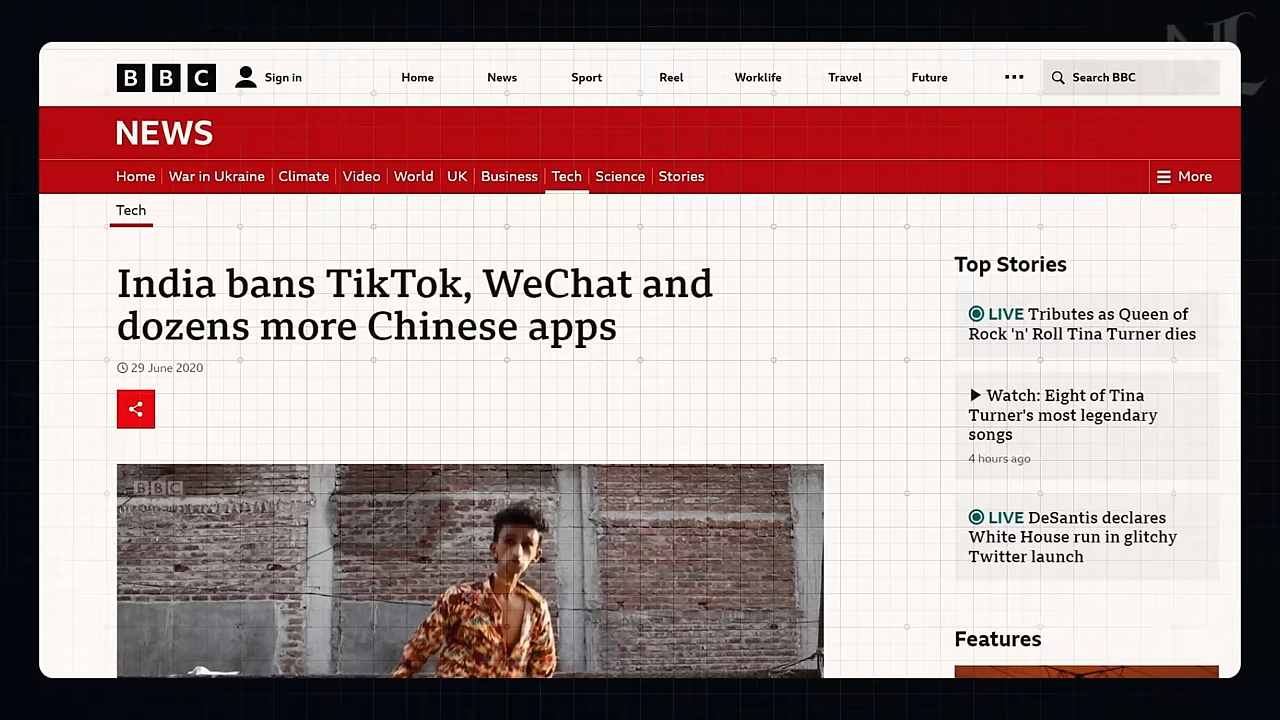 NL
BBC
Sign in
Home
News
Sport
Reel
Worklife
Travel
Future
Search BBC
NEWS
Home
War in Ukraine
Climate
Video
World
UK
Business
Tech
Science
Stories
More
Tech
India bans TikTok, WeChat and
dozens more Chinese apps
29 June 2020
BBC
Top Stories
LIVE Tributes as Queen of
Rock 'n' Roll Tina Turner dies
Watch: Eight of Tina
Turner's most legendary
songs
4 hours ago
LIVE DeSantis declares
White House run in glitchy
Twitter launch
Features